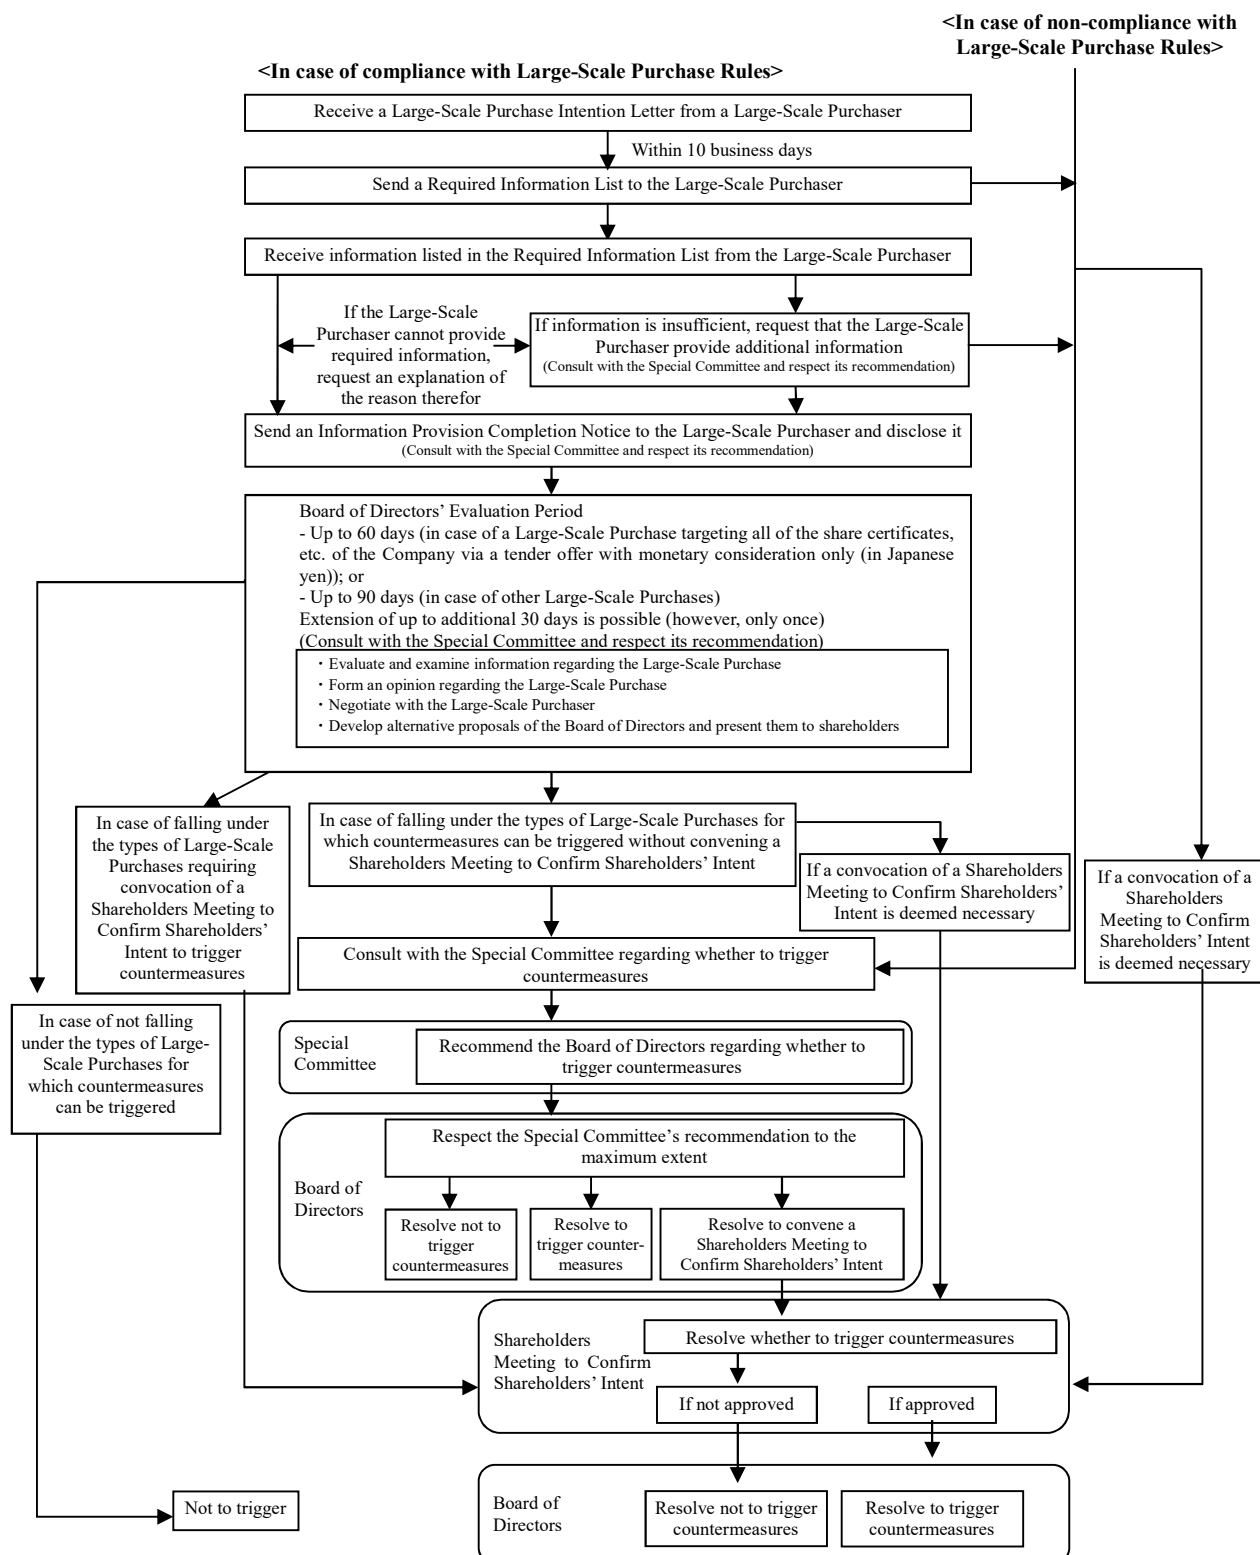 <In case of non-compliance with
Large-Scale Purchase Rules>
<In case of compliance with Large-Scale Purchase Rules>
Receive a Large-Scale Purchase Intention Letter from a Large-Scale Purchaser
Within 10 business days
Send a Required Information List to the Large-Scale Purchaser
Receive information listed in the Required Information List from the Large-Scale Purchaser
If the Large-Scale
Purchaser cannot provide
required information,
request an explanation of
the reason therefor
If information is insufficient, request that the Large-Scale
Purchaser provide additional information
(Consult with the Special Committee and respect its recommendation)
Send an Information Provision Completion Notice to the Large-Scale Purchaser and disclose it
(Consult with the Special Committee and respect its recommendation)
Board of Directors’ Evaluation Period
- Up to 60 days (in case of a Large-Scale Purchase targeting all of the share certificates,
etc. of the Company via a tender offer with monetary consideration only (in Japanese
yen)); or
- Up to 90 days (in case of other Large-Scale Purchases)
Extension of up to additional 30 days is possible (however, only once)
(Consult with the Special Committee and respect its recommendation)
・Evaluate and examine information regarding the Large-Scale Purchase
・Form an opinion regarding the Large-Scale Purchase
・Negotiate with the Large-Scale Purchaser
・Develop alternative proposals of the Board of Directors and present them to shareholders
In case of falling under
the types of Large-Scale
Purchases requiring
convocation of a
Shareholders Meeting to
Confirm Shareholders’
Intent to trigger
countermeasures
In case of falling under the types of Large-Scale Purchases for
which countermeasures can be triggered without convening a
Shareholders Meeting to Confirm Shareholders’ Intent
If a convocation of a Shareholders
Meeting to Confirm Shareholders’
Intent is deemed necessary
If a convocation of a
Shareholders
Meeting to Confirm
Shareholders’ Intent
is deemed necessary
Consult with the Special Committee regarding whether to trigger
countermeasures
In case of not falling
under the types of Large-
Scale Purchases for
which countermeasures
can be triggered
Special
Committee
Recommend the Board of Directors regarding whether to
trigger countermeasures
Respect the Special Committee’s recommendation to the
maximum extent
Board of
Directors
Resolve not to
trigger
countermeasures
Resolve to
trigger counter-
measures
Resolve to convene a
Shareholders Meeting to
Confirm Shareholders’ Intent
Shareholders
Meeting to Confirm
Shareholders’ Intent
Resolve whether to trigger countermeasures
If not approved
If approved
Not to trigger
Board of
Directors
Resolve not to trigger
countermeasures
Resolve to trigger
countermeasures